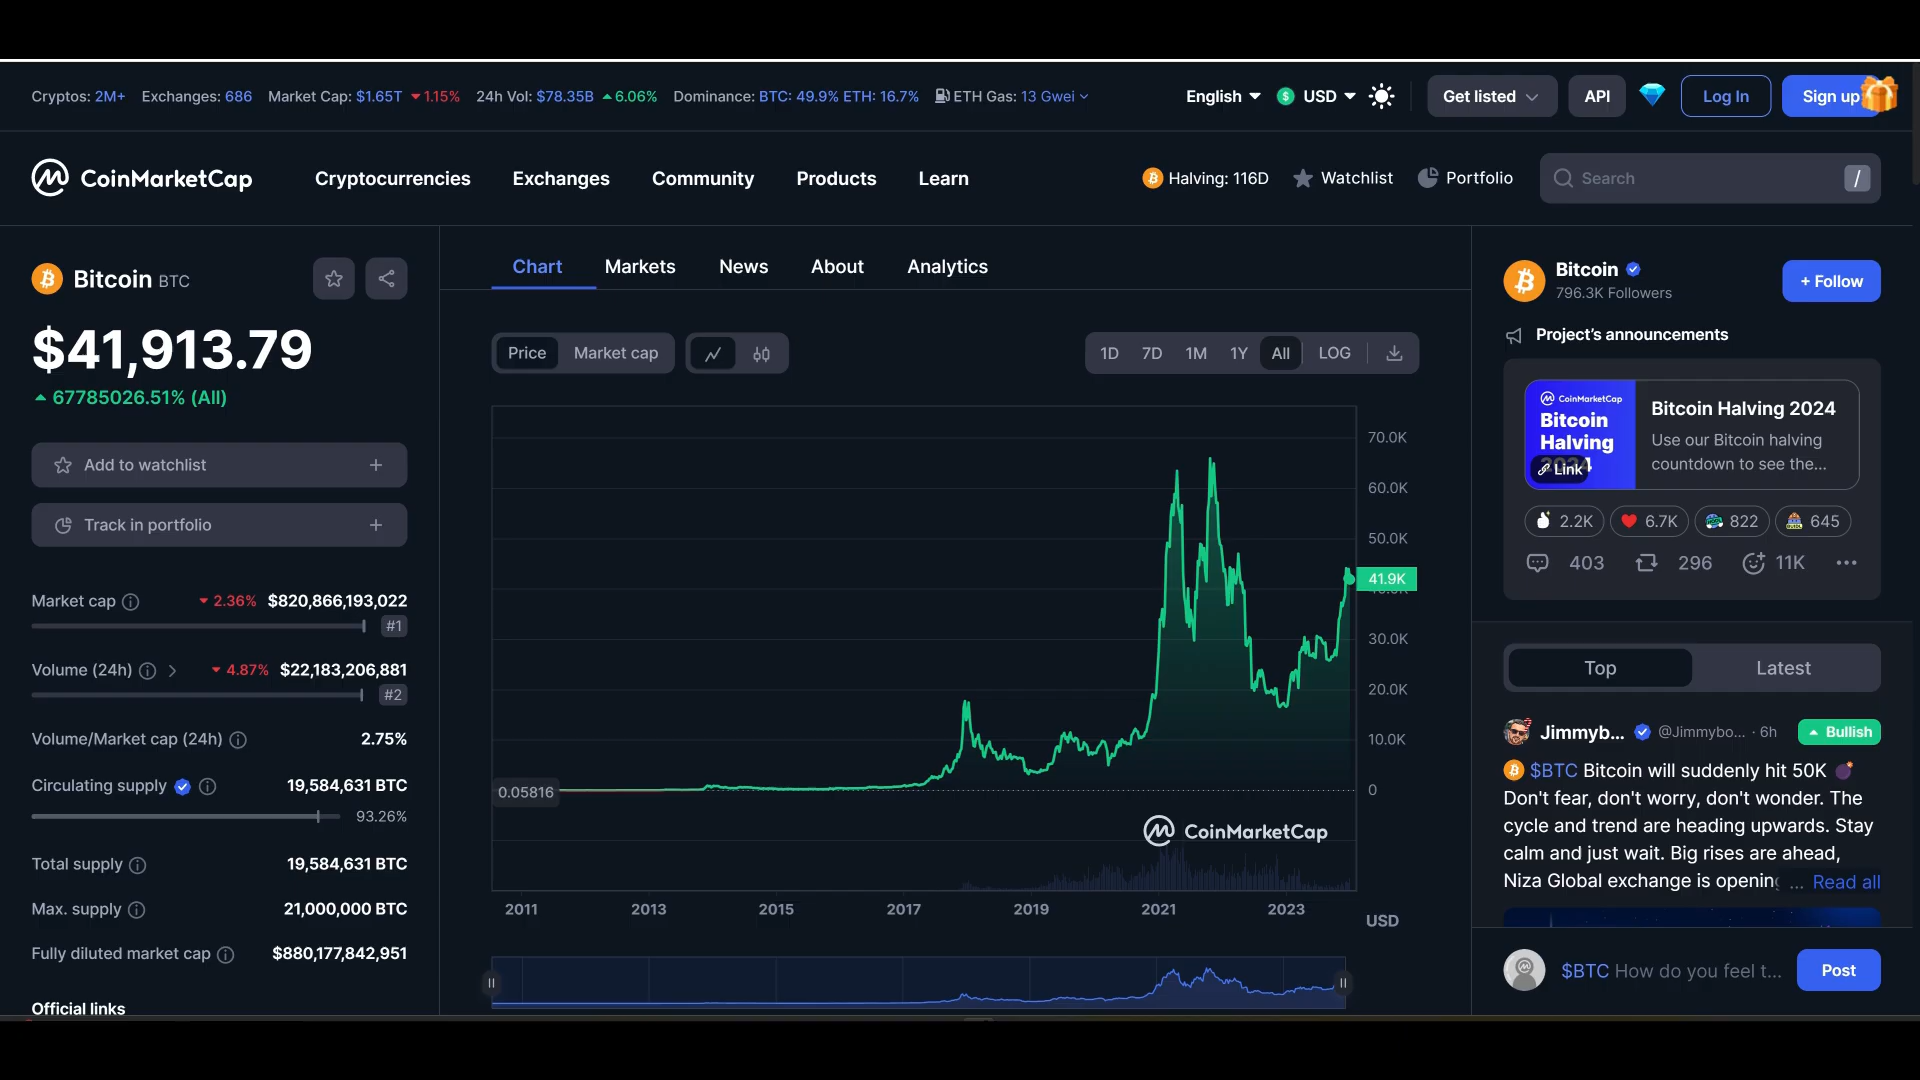 Cryptos: 2M+ Exchanges: 686 Market Cap: $1.65T 1.15% 24h Vol: $78.35B 6.06% Dominance: BTC: 49.9% ETH: 16.7% ETH Gas: 13 Gwei English USD Get listed API Log In Sign up
CoinMarketCap Cryptocurrencies Exchanges Community Products Learn Halving: 116D Watchlist Portfolio Search /
Bitcoin BTC
$41,913.79
67785026.51% (All)
Add to watchlist +
Track in portfolio +
Market cap 2.36% $820,866,193,022
#1
Volume (24h) 4.87% $22,183,206,881
#2
Volume/Market cap (24h) 2.75%
Circulating supply 19,584,631 BTC
93.26%
Total supply 19,584,631 BTC
Max. supply 21,000,000 BTC
Fully diluted market cap $880,177,842,951
Official links
Chart Markets News About Analytics
Price Market cap 1D 7D 1M 1Y All LOG
70.0K
60.0K
50.0K
41.9K
30.0K
20.0K
10.0K
0.05816 0
CoinMarketCap
2011 2013 2015 2017 2019 2021 2023
USD
Bitcoin
796.3K Followers
+ Follow
Project's announcements
CoinMarketCap
Bitcoin
Halving
Link
Bitcoin Halving 2024
Use our Bitcoin halving
countdown to see the...
2.2K 6.7K 822 645
403 296 11K
Top Latest
Jimmyb... @Jimmybo... · 6h Bullish
$BTC Bitcoin will suddenly hit 50K
Don't fear, don't worry, don't wonder. The
cycle and trend are heading upwards. Stay
calm and just wait. Big rises are ahead,
Niza Global exchange is opening ... Read all
$BTC How do you feel t... Post